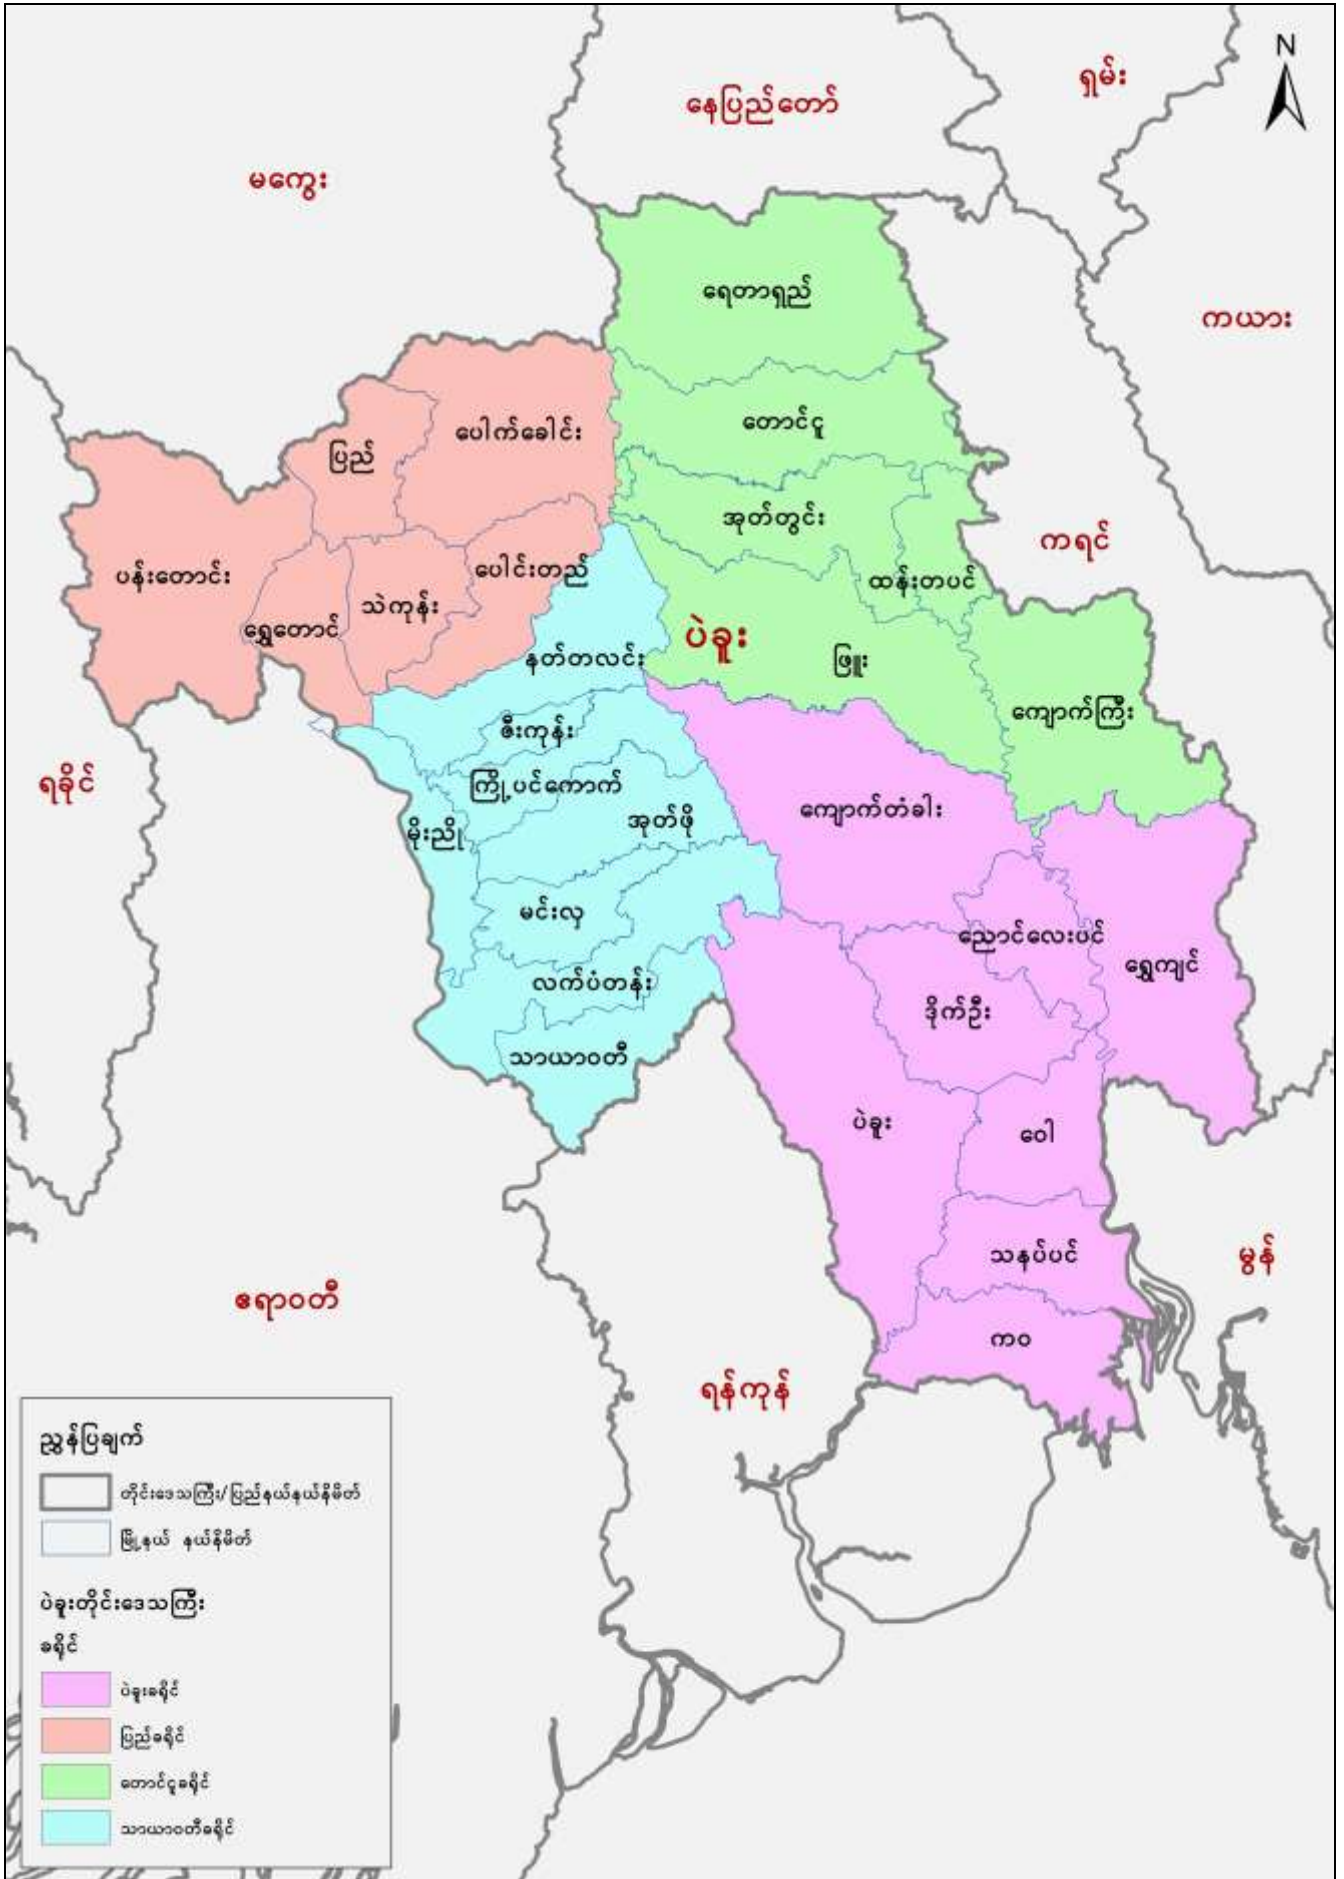 N
ရှမ်း
နေပြည်တော်
မကွေး
ရေတာရှည်
ကယား
တောင်ငူ
ပေါက်ခေါင်း
ပြည်
အုတ်တွင်း
ကရင်
ပန်းတောင်း
ပေါင်းတည်
ထန်းတပင်
သဲကုန်း
ရွှေတောင်
ပဲခူး
နတ်တလင်း
ဖြူး
ကျောက်ကြီး
ဇီးကုန်း
ရခိုင်
ကြို့ပင်ကောက်
ကျောက်တံခါး
အုတ်ဖို
မိုးညို
မင်းလှ
ညောင်လေးပင်
ရွှေကျင်
လက်ပံတန်း
ဒိုက်ဦး
သာယာဝတီ
ပဲခူး
ဝေါ
သနပ်ပင်
မွန်
ဧရာဝတီ
ကဝ
ရန်ကုန်
ညွှန်ပြချက်
တိုင်းဒေသကြီး/ပြည်နယ်နယ်နိမိတ်
မြို့နယ် နယ်နိမိတ်
ပဲခူးတိုင်းဒေသကြီး
ခရိုင်
ပဲခူးခရိုင်
ပြည်ခရိုင်
တောင်ငူခရိုင်
သာယာဝတီခရိုင်